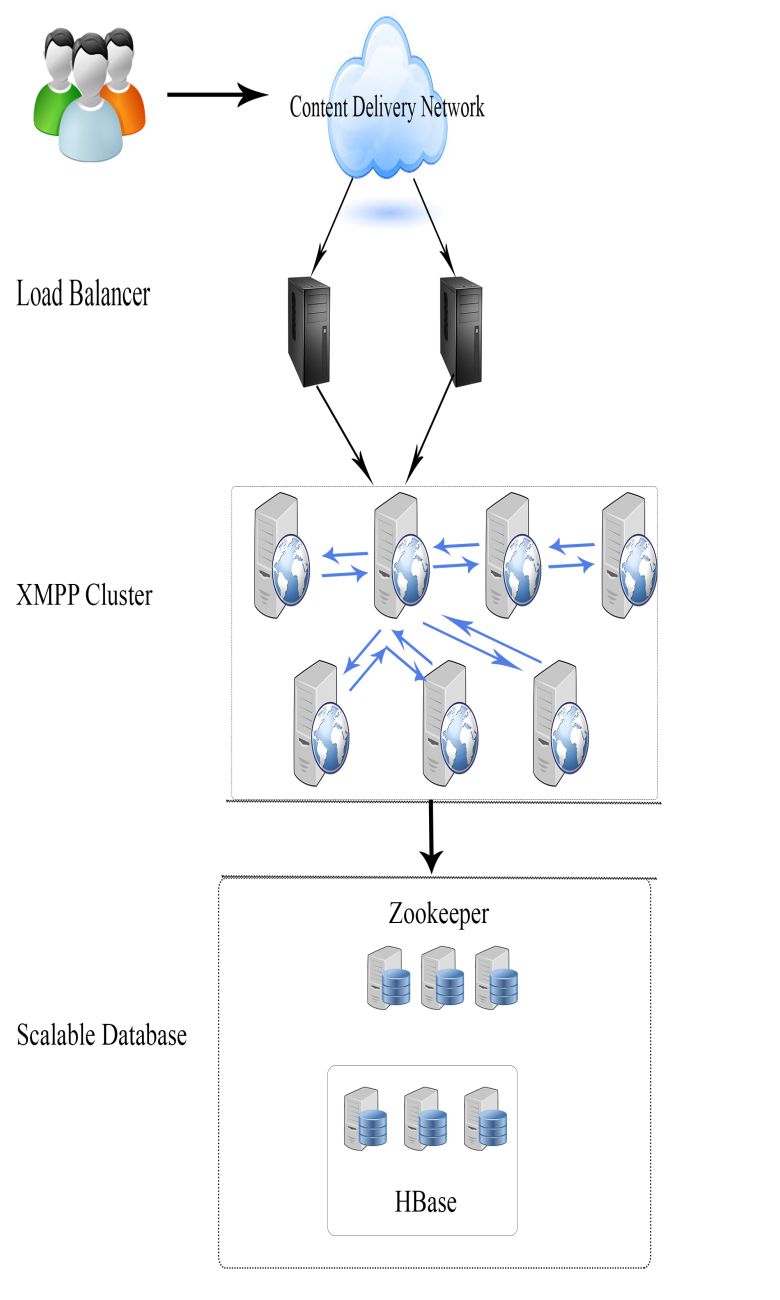 Content Delivery Network
Load Balancer
XMPP Cluster
Zookeeper
Scalable Database
HBase